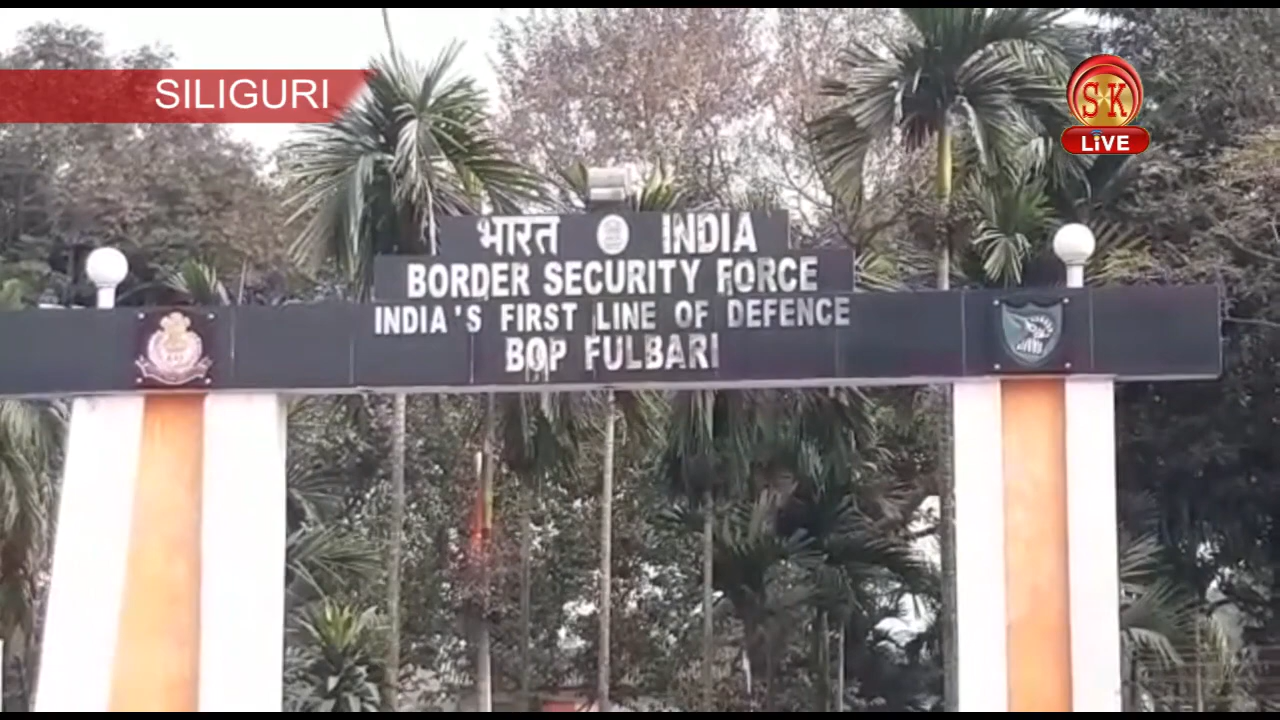 SILIGURI
SK
LiVE
भारत INDIA
BORDER SECURITY FORCE
INDIA'S FIRST LINE OF DEFENCE
BOP FULBARI